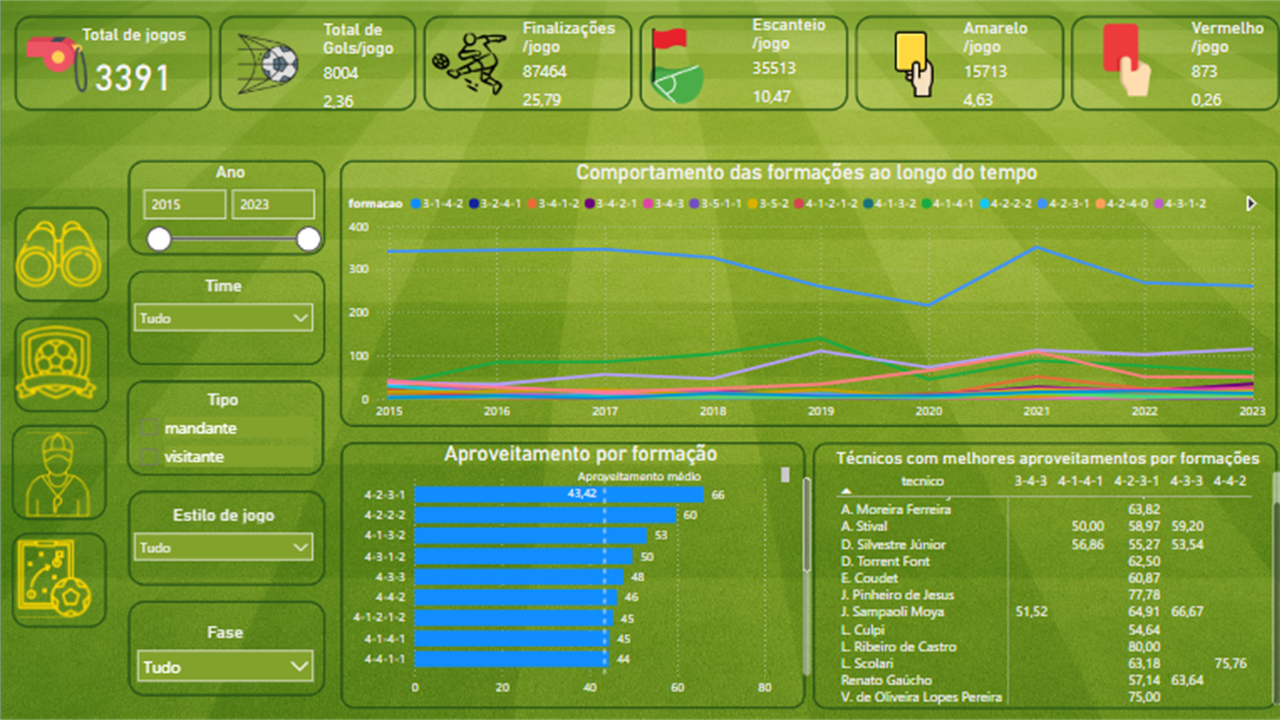 Total de jogos
3391
Total de
Gols/jogo
8004
2,36
Finalizações
/jogo
87464
25,79
Escanteio
/jogo
35513
10,47
Amarelo
/jogo
15713
4,63
Vermelho
/jogo
873
0,26
Ano
2015 2023
Time
Tudo
Tipo
mandante
visitante
Estilo de jogo
Tudo
Fase
Tudo
Comportamento das formações ao longo do tempo
formacao 3-1-4-2 3-2-4-1 3-4-1-2 3-4-2-1 3-4-3 3-5-1-1 3-5-2 4-1-2-1-2 4-1-3-2 4-1-4-1 4-2-2-2 4-2-3-1 4-2-4-0 4-3-1-2
400
300
200
100
0
2015 2016 2017 2018 2019 2020 2021 2022 2023
Aproveitamento por formação
Aproveitamento médio
4-2-3-1 43,42 66
4-2-2-2 60
4-1-3-2 53
4-3-1-2 50
4-3-3 48
4-4-2 46
4-1-2-1-2 45
4-1-4-1 45
4-4-1-1 44
0 20 40 60 80
Técnicos com melhores aproveitamentos por formações
tecnico 3-4-3 4-1-4-1 4-2-3-1 4-3-3 4-4-2
A. Moreira Ferreira 63,82
A. Stival 50,00 58,97 59,20
D. Silvestre Júnior 56,86 55,27 53,54
D. Torrent Font 62,50
E. Coudet 60,87
J. Pinheiro de Jesus 77,78
J. Sampaoli Moya 51,52 64,91 66,67
L. Culpi 54,64
L. Ribeiro de Castro 80,00
L. Scolari 63,18 75,76
Renato Gaúcho 57,14 63,64
V. de Oliveira Lopes Pereira 75,00